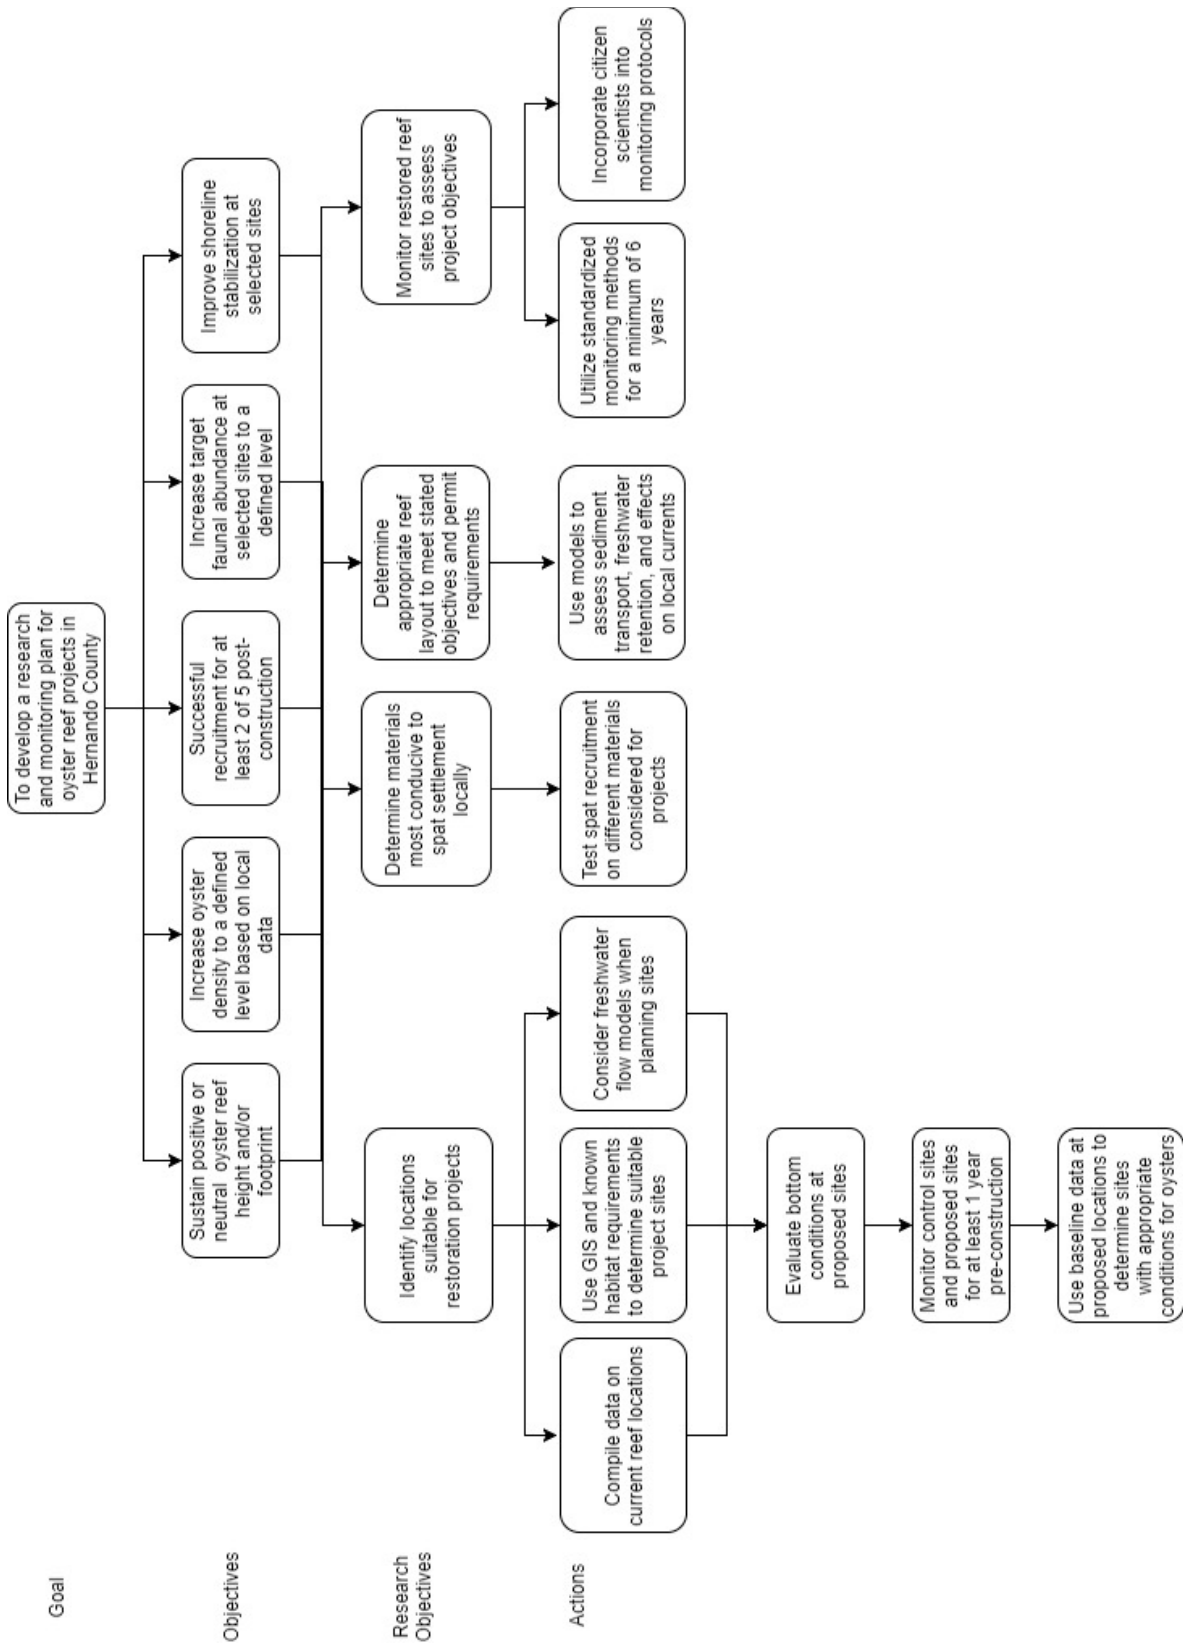 Goal
To develop a research
and monitoring plan for
oyster reef projects in
Hernando County
Objectives
Sustain positive or
neutral oyster reef
height and/or
footprint
Increase oyster
density to a defined
level based on local
data
Successful
recruitment for at
least 2 of 5 post-
construction
Increase target
faunal abundance at
selected sites to a
defined level
Improve shoreline
stabilization at
selected sites
Research
Objectives
Identify locations
suitable for
restoration projects
Determine materials
most conducive to
spat settlement
locally
Determine
appropriate reef
layout to meet stated
objectives and permit
requirements
Monitor restored reef
sites to assess
project objectives
Actions
Compile data on
current reef locations
Use GIS and known
habitat requirements
to determine suitable
project sites
Consider freshwater
flow models when
planning sites
Test spat recruitment
on different materials
considered for
projects
Use models to
assess sediment
transport, freshwater
retention, and effects
on local currents
Utilize standardized
monitoring methods
for a minimum of 6
years
Incorporate citizen
scientists into
monitoring protocols
Evaluate bottom
conditions at
proposed sites
Monitor control sites
and proposed sites
for at least 1 year
pre-construction
Use baseline data at
proposed locations to
determine sites
with appropriate
conditions for oysters